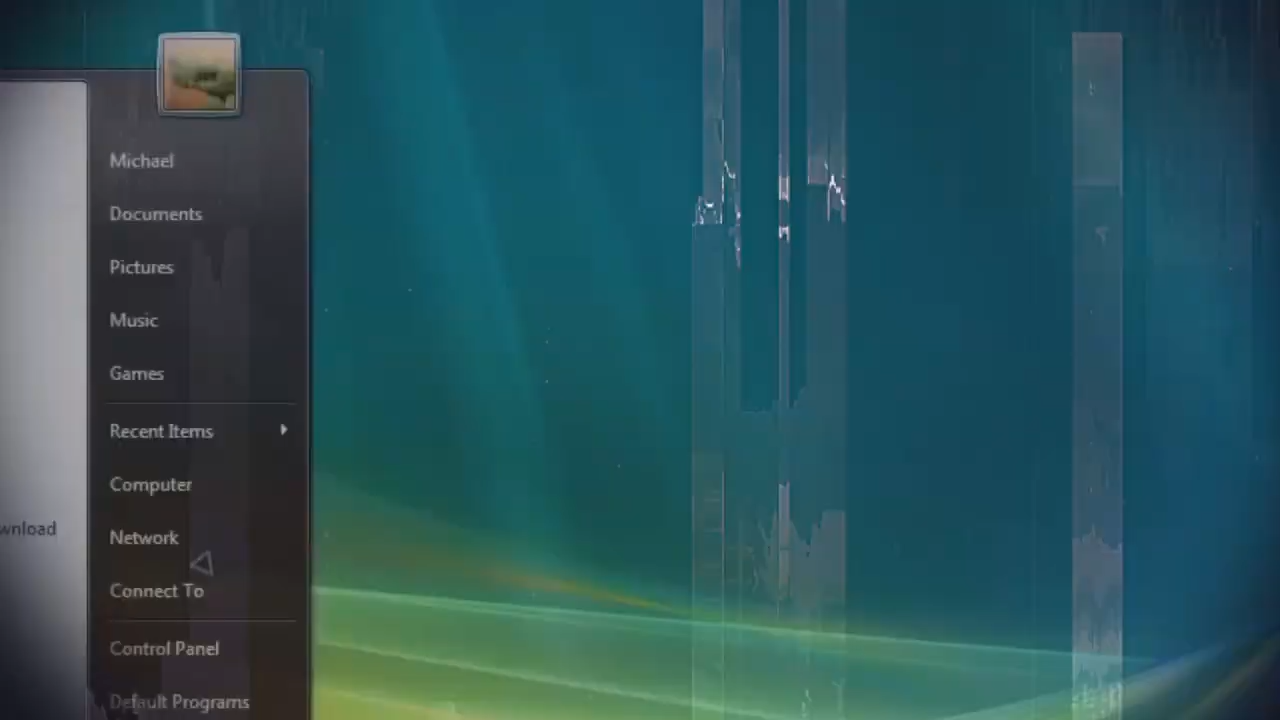 Michael
Documents
Pictures
Music
Games
Recent Items
Computer
wnload
Network
Connect To
Control Panel
Default Programs